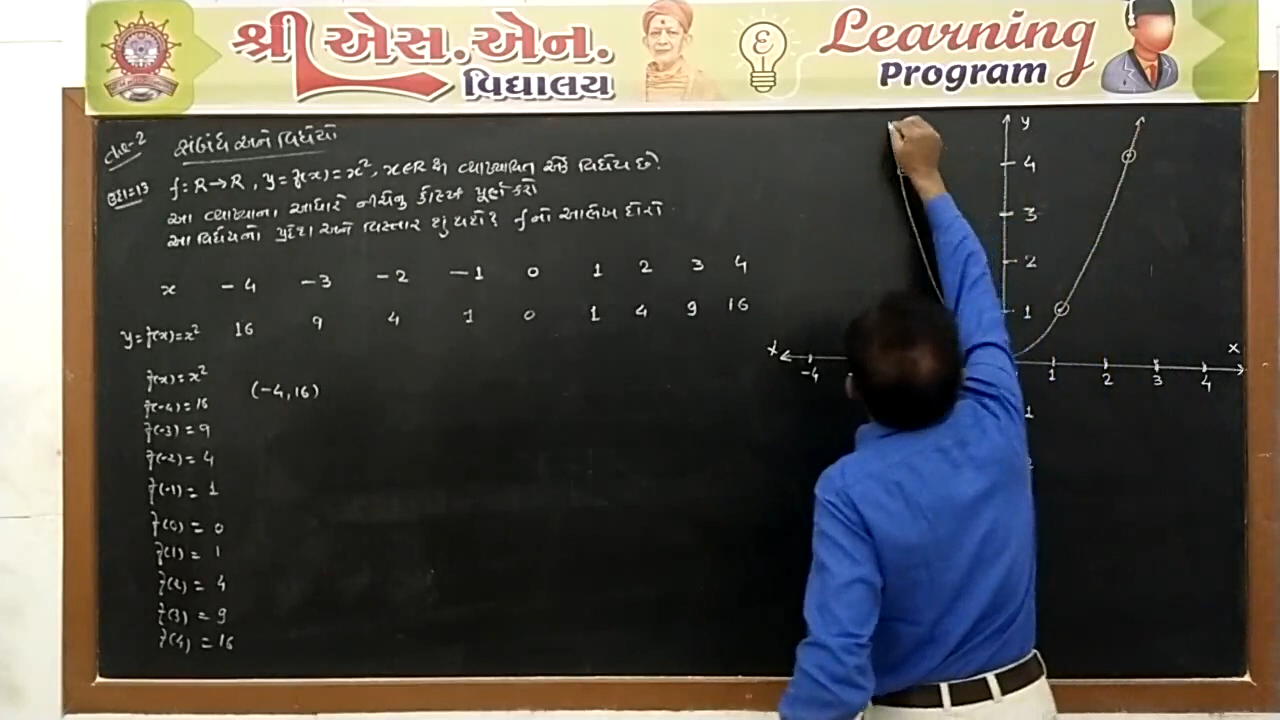 શ્રી એસ.એન.
વિદ્યાલય
Learning
Program
પ્રક-2 સંબંધ અને વિધેયો
ઉદા=13 f: R→R, y=f(x)=x², x∈R વ્યાખ્યાયિત એક વિધેય છે.
આ વ્યાખ્યાના આધારે નીચેનું કોષ્ટક પૂર્ણ કરો
આ વિધેયનો પ્રદેશ અને વિસ્તાર શું થશે? f નો આલેખ દોરો.
x -4 -3 -2 -1 0 1 2 3 4
y=f(x)=x² 16 9 4 1 0 1 4 9 16
f(x)=x²
f(-4)=16 (-4,16)
f(-3)=9
f(-2)=4
f(-1)=1
f(0)=0
f(1)=1
f(2)=4
f(3)=9
f(4)=16
y
4
3
2
1
x' x
-4 1 2 3 4